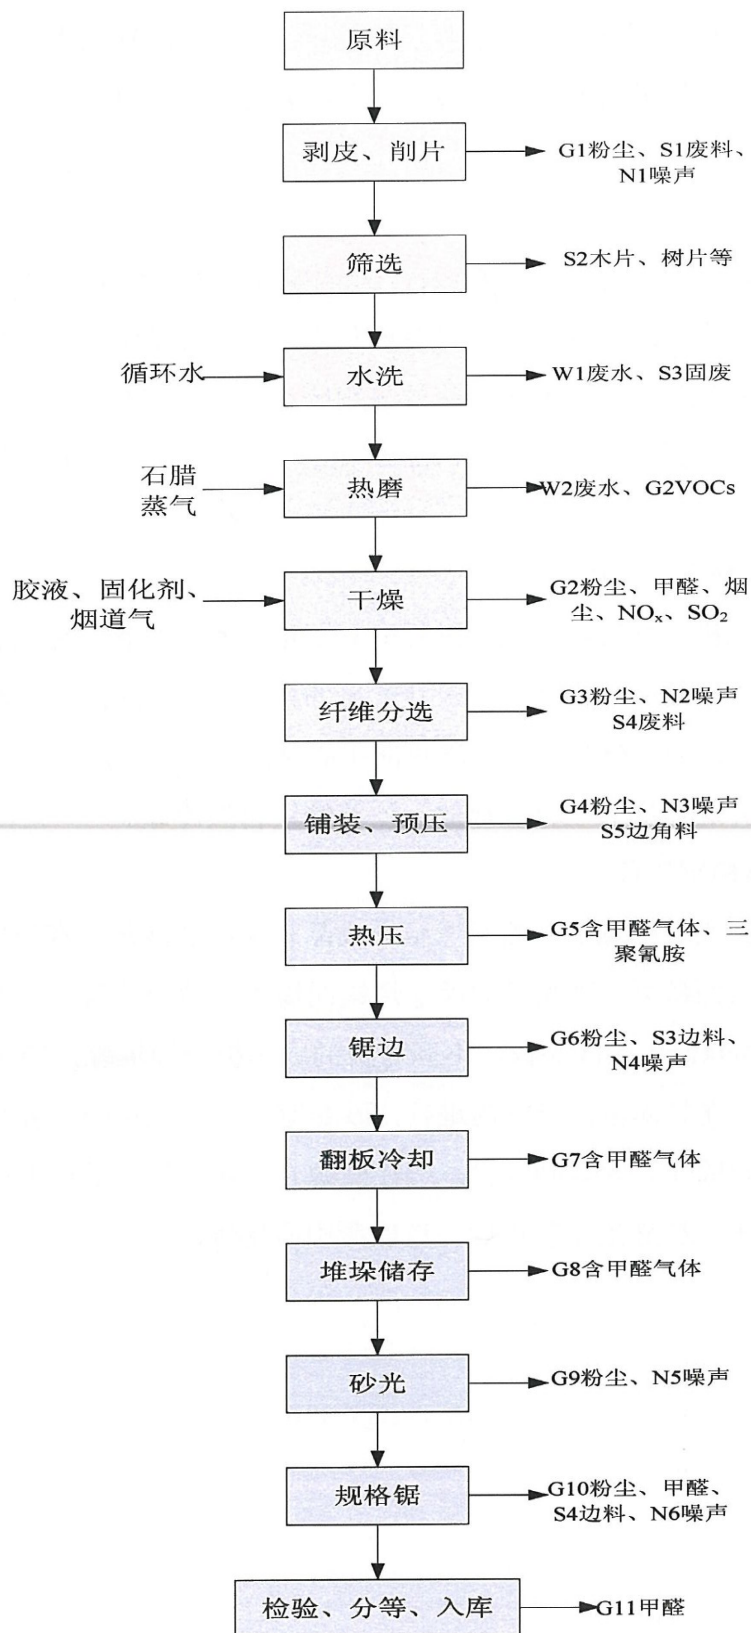 原料
剥皮、削片
G1粉尘、S1废料、
N1噪声
筛选
S2木片、树片等
循环水
水洗
W1废水、S3固废
石腊
蒸气
热磨
W2废水、G2VOCs
胶液、固化剂、
烟道气
干燥
G2粉尘、甲醛、烟
尘、NOₓ、SO₂
纤维分选
G3粉尘、N2噪声
S4废料
铺装、预压
G4粉尘、N3噪声
S5边角料
热压
G5含甲醛气体、三
聚氰胺
锯边
G6粉尘、S3边料、
N4噪声
翻板冷却
G7含甲醛气体
堆垛储存
G8含甲醛气体
砂光
G9粉尘、N5噪声
规格锯
G10粉尘、甲醛、
S4边料、N6噪声
检验、分等、入库
G11甲醛